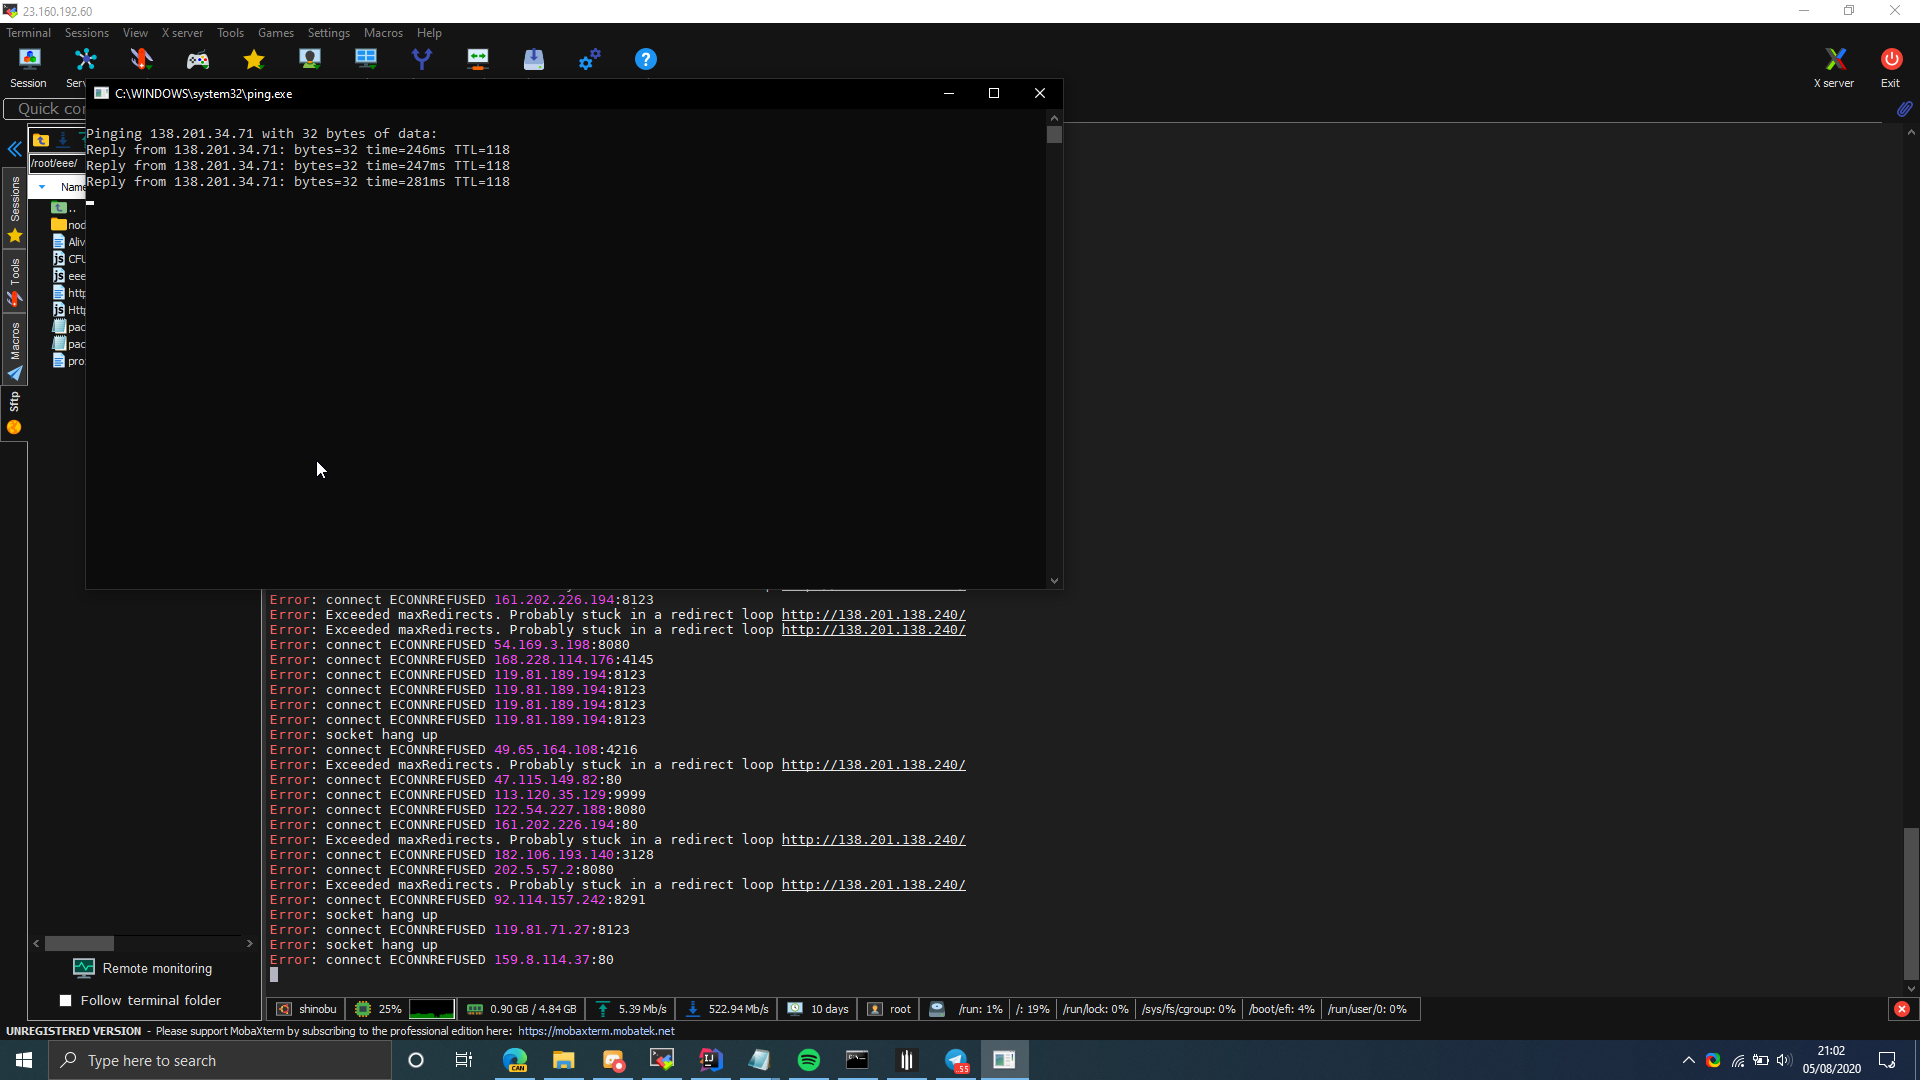 23.160.192.60
Terminal Sessions View X server Tools Games Settings Macros Help
Session Ser X server Exit
Quick co
C:\WINDOWS\system32\ping.exe
Pinging 138.201.34.71 with 32 bytes of data:
Reply from 138.201.34.71: bytes=32 time=246ms TTL=118
Reply from 138.201.34.71: bytes=32 time=247ms TTL=118
Reply from 138.201.34.71: bytes=32 time=281ms TTL=118
/root/eee/
Name
..
nod
Aliv
CFU
eee
http
Http
pac
pac
pro
Sessions
Tools
Macros
Sftp
Error: connect ECONNREFUSED 161.202.226.194:8123
Error: Exceeded maxRedirects. Probably stuck in a redirect loop http://138.201.138.240/
Error: Exceeded maxRedirects. Probably stuck in a redirect loop http://138.201.138.240/
Error: connect ECONNREFUSED 54.169.3.198:8080
Error: connect ECONNREFUSED 168.228.114.176:4145
Error: connect ECONNREFUSED 119.81.189.194:8123
Error: connect ECONNREFUSED 119.81.189.194:8123
Error: connect ECONNREFUSED 119.81.189.194:8123
Error: connect ECONNREFUSED 119.81.189.194:8123
Error: socket hang up
Error: connect ECONNREFUSED 49.65.164.108:4216
Error: Exceeded maxRedirects. Probably stuck in a redirect loop http://138.201.138.240/
Error: connect ECONNREFUSED 47.115.149.82:80
Error: connect ECONNREFUSED 113.120.35.129:9999
Error: connect ECONNREFUSED 122.54.227.188:8080
Error: connect ECONNREFUSED 161.202.226.194:80
Error: Exceeded maxRedirects. Probably stuck in a redirect loop http://138.201.138.240/
Error: connect ECONNREFUSED 182.106.193.140:3128
Error: connect ECONNREFUSED 202.5.57.2:8080
Error: Exceeded maxRedirects. Probably stuck in a redirect loop http://138.201.138.240/
Error: connect ECONNREFUSED 92.114.157.242:8291
Error: socket hang up
Error: connect ECONNREFUSED 119.81.71.27:8123
Error: socket hang up
Error: connect ECONNREFUSED 159.8.114.37:80
Remote monitoring
Follow terminal folder
shinobu 25% 0.90 GB / 4.84 GB 5.39 Mb/s 522.94 Mb/s 10 days root /run: 1% /: 19% /run/lock: 0% /sys/fs/cgroup: 0% /boot/efi: 4% /run/user/0: 0%
UNREGISTERED VERSION - Please support MobaXterm by subscribing to the professional edition here: https://mobaxterm.mobatek.net
Type here to search
CAN
55
21:02
05/08/2020